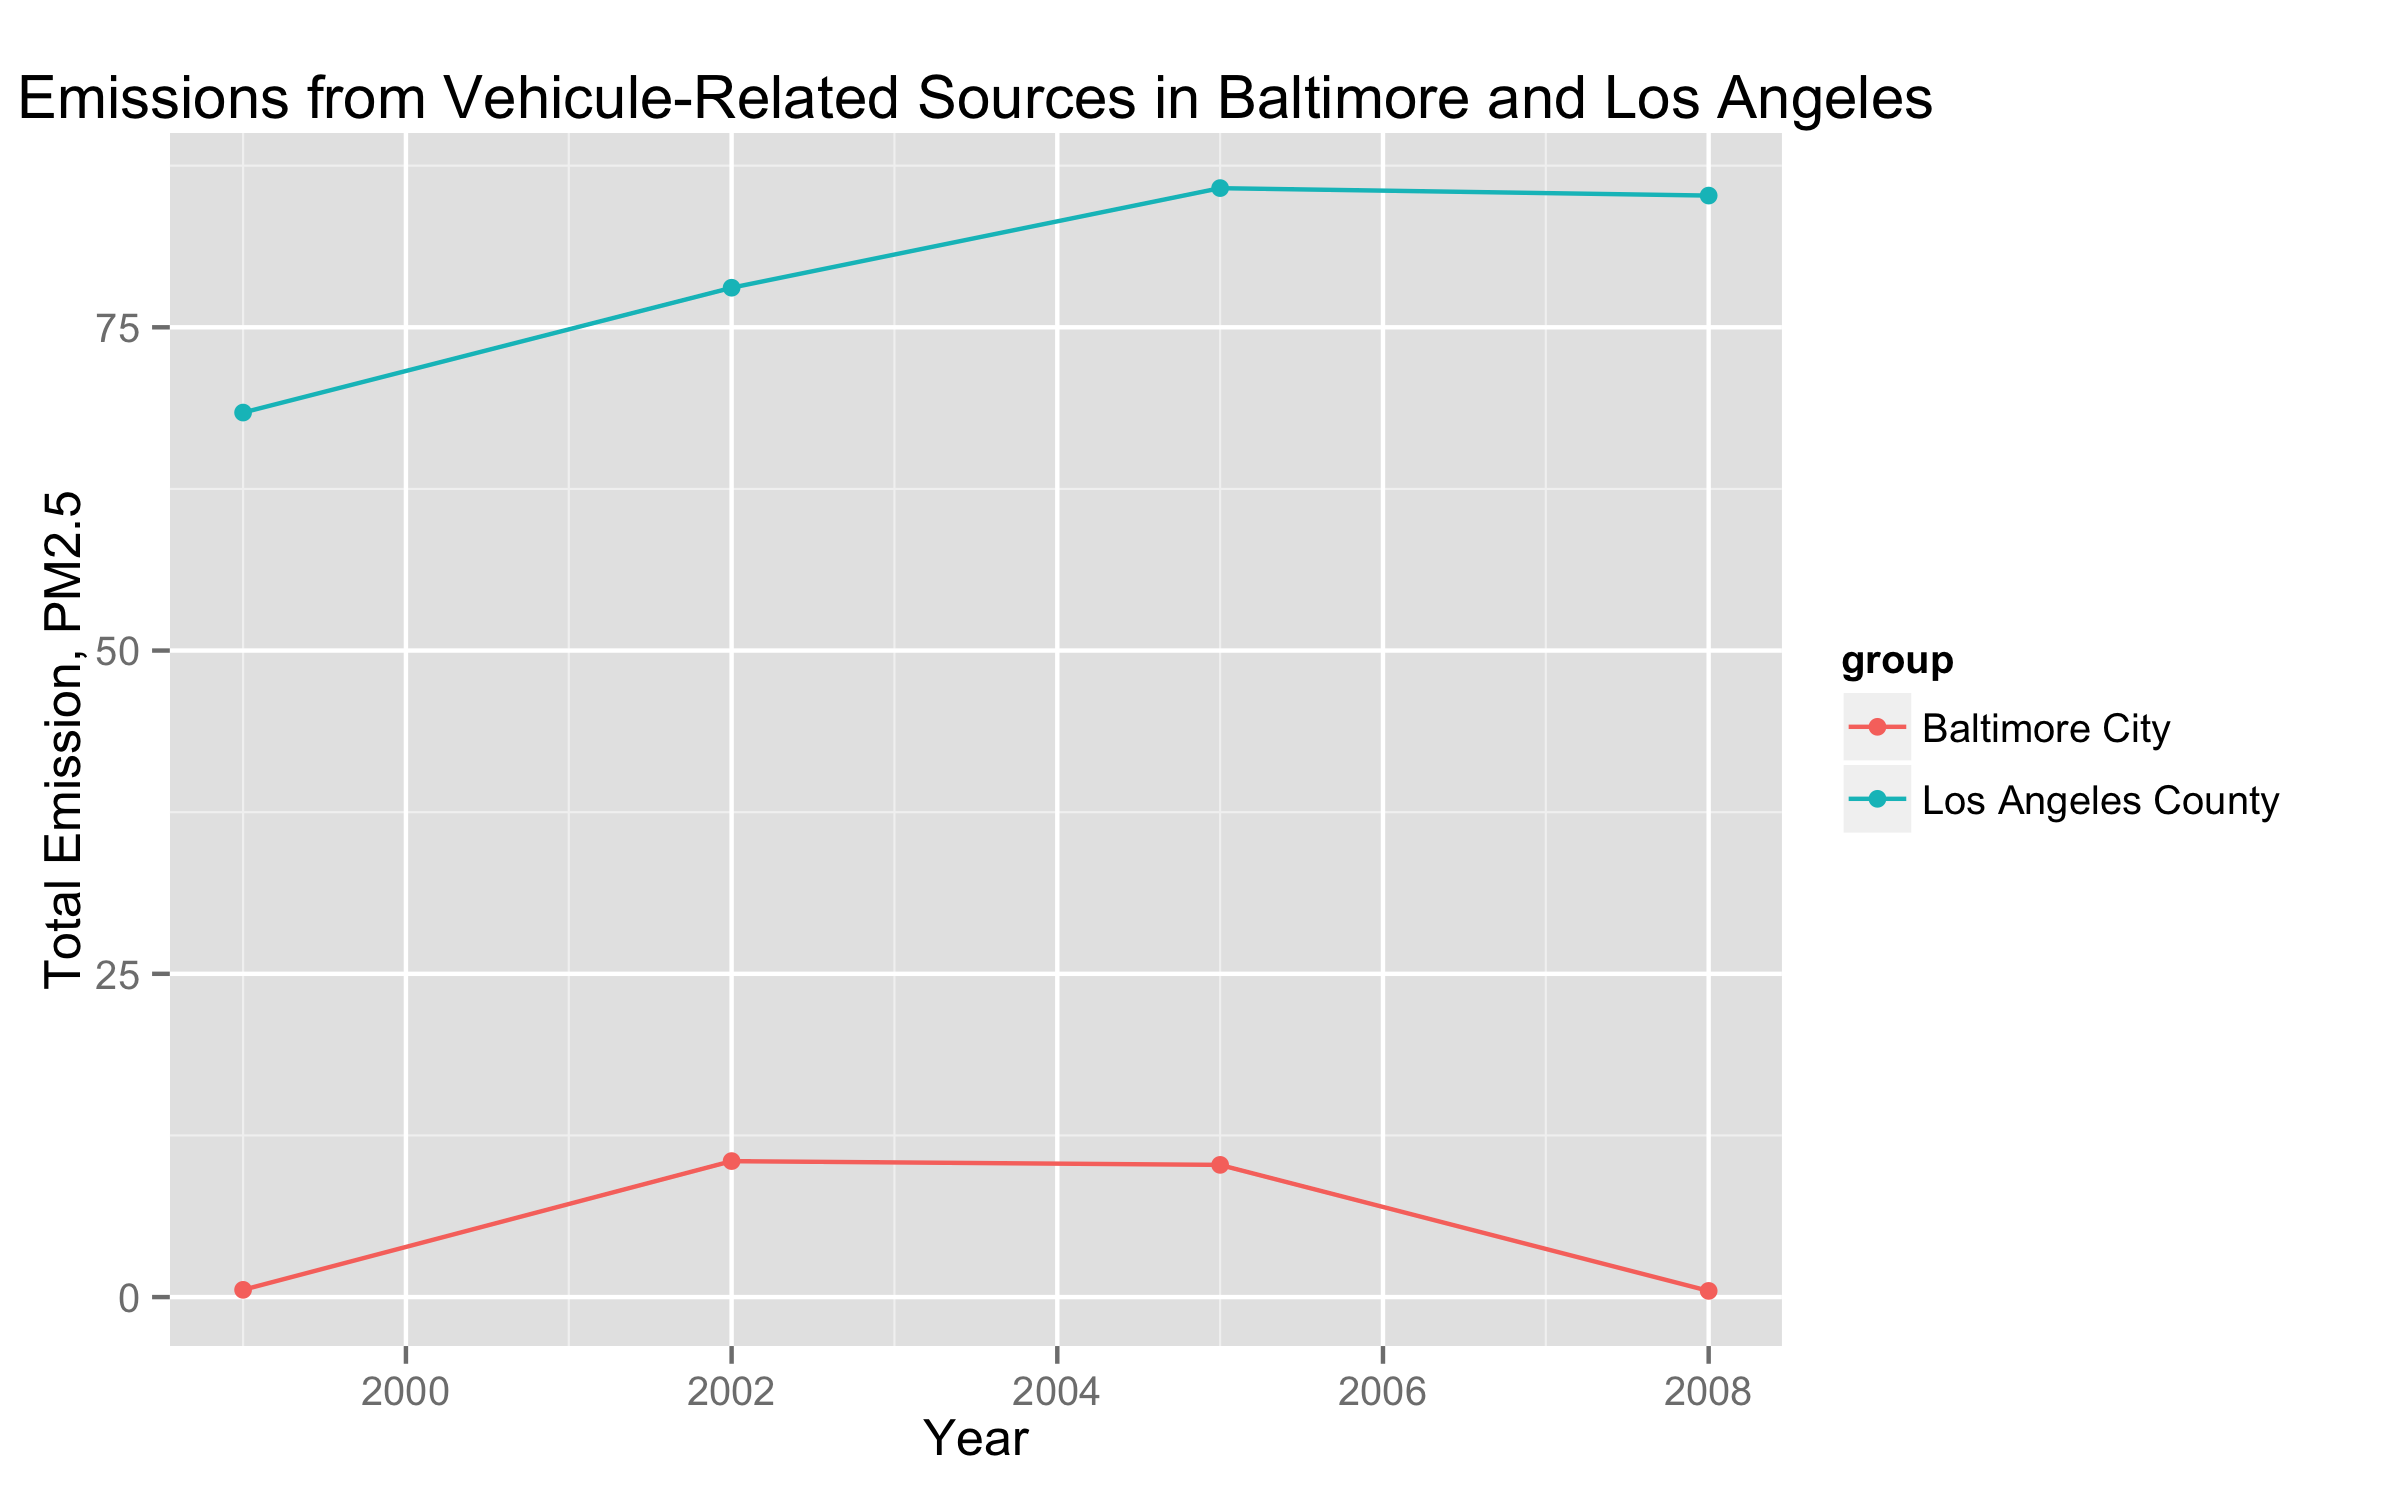 Emissions from Vehicule-Related Sources in Baltimore and Los Angeles
Total Emission, PM2.5
75
50
25
0
2000
2002
2004
2006
2008
Year
group
Baltimore City
Los Angeles County